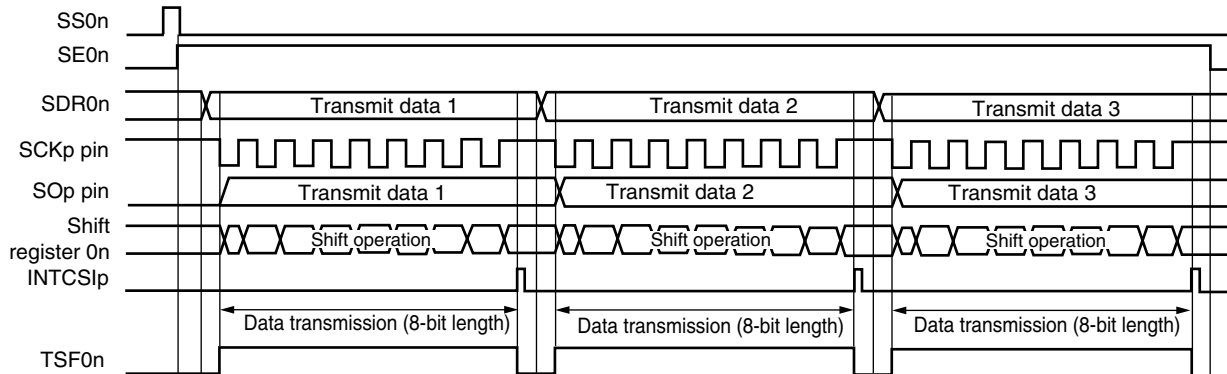 SS0n
SE0n
SDR0n Transmit data 1 Transmit data 2 Transmit data 3
SCKp pin
SOp pin Transmit data 1 Transmit data 2 Transmit data 3
Shift
register 0n Shift operation Shift operation Shift operation
INTCSIp
Data transmission (8-bit length) Data transmission (8-bit length) Data transmission (8-bit length)
TSF0n